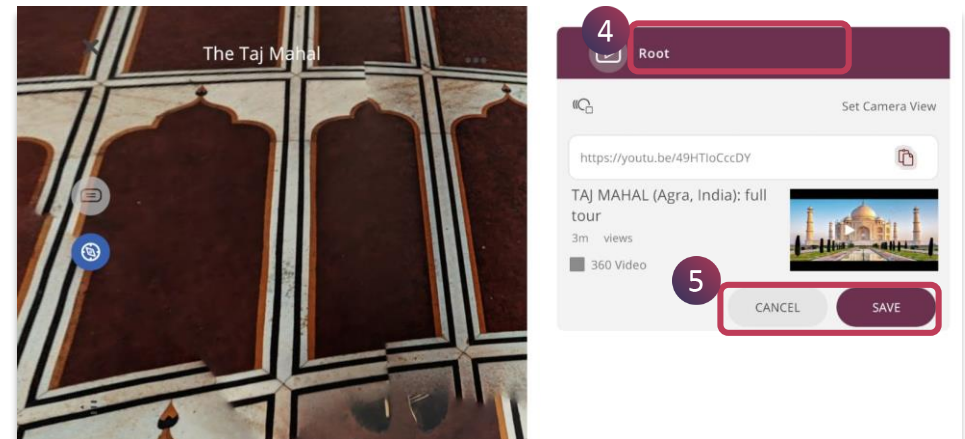 The Taj Mahal
4
Root
Set Camera View
https://youtu.be/49HTIoCccDY
TAJ MAHAL (Agra, India): full
tour
3m views
360 Video
5
CANCEL
SAVE